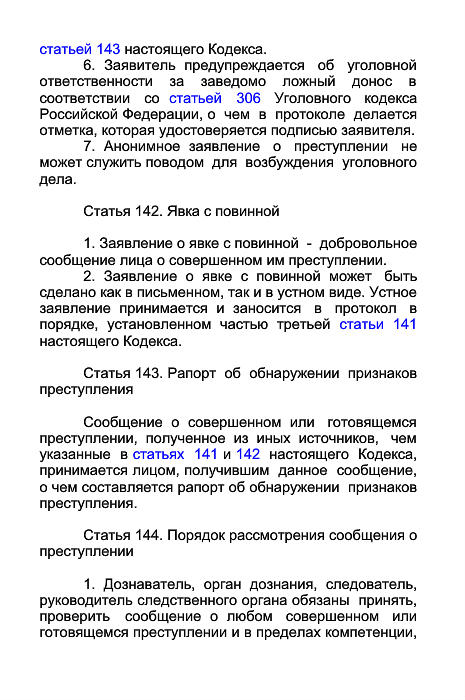 статьей 143 настоящего Кодекса.
6. Заявитель предупреждается об уголовной
ответственности за заведомо ложный донос в
соответствии со статьей 306 Уголовного кодекса
Российской Федерации, о чем в протоколе делается
отметка, которая удостоверяется подписью заявителя.
7. Анонимное заявление о преступлении не
может служить поводом для возбуждения уголовного
дела.
Статья 142. Явка с повинной
1. Заявление о явке с повинной - добровольное
сообщение лица о совершенном им преступлении.
2. Заявление о явке с повинной может быть
сделано как в письменном, так и в устном виде. Устное
заявление принимается и заносится в протокол в
порядке, установленном частью третьей статьи 141
настоящего Кодекса.
Статья 143. Рапорт об обнаружении признаков
преступления
Сообщение о совершенном или готовящемся
преступлении, полученное из иных источников, чем
указанные в статьях 141 и 142 настоящего Кодекса,
принимается лицом, получившим данное сообщение,
о чем составляется рапорт об обнаружении признаков
преступления.
Статья 144. Порядок рассмотрения сообщения о
преступлении
1. Дознаватель, орган дознания, следователь,
руководитель следственного органа обязаны принять,
проверить сообщение о любом совершенном или
готовящемся преступлении и в пределах компетенции,